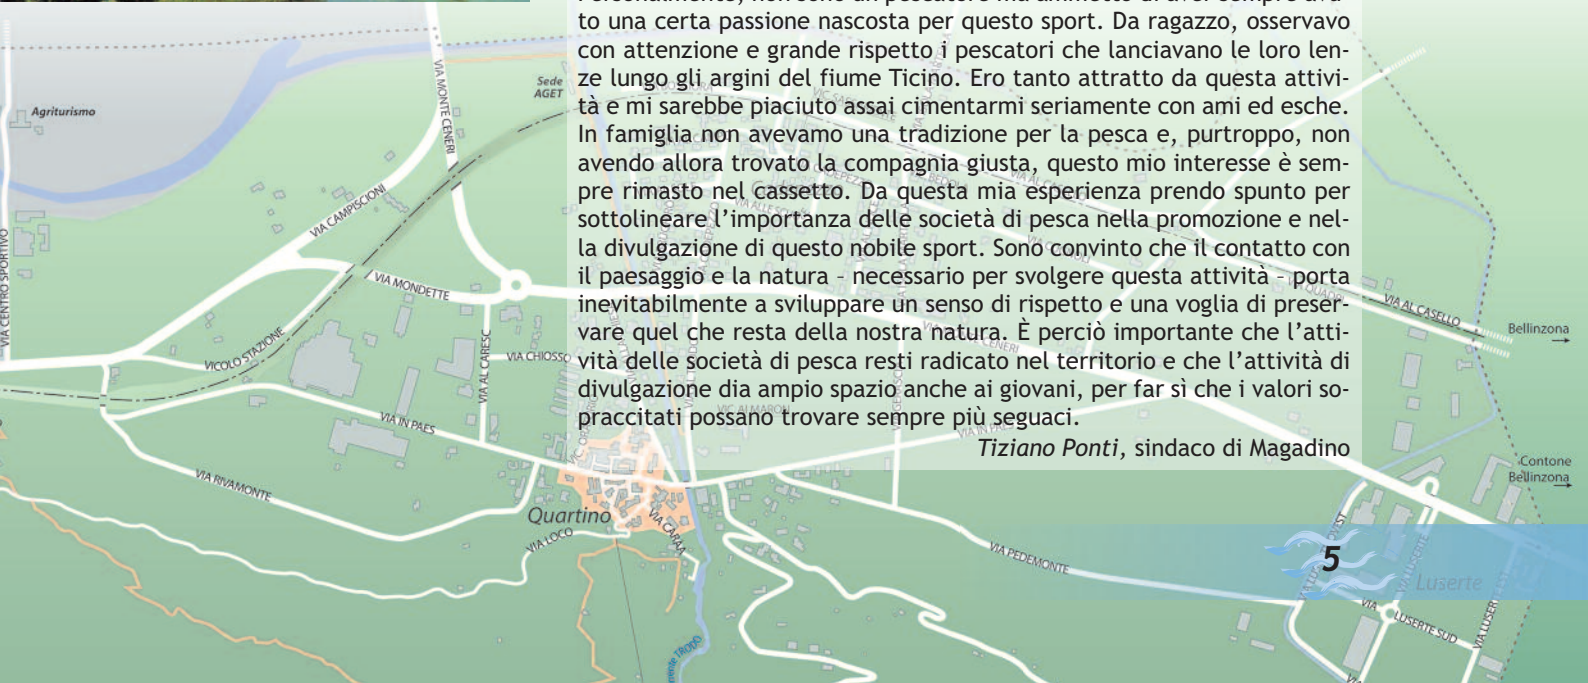 to una certa passione nascosta per questo sport. Da ragazzo, osservavo
con attenzione e grande rispetto i pescatori che lanciavano le loro len-
ze lungo gli argini del fiume Ticino. Ero tanto attratto da questa attivi-
tà e mi sarebbe piaciuto assai cimentarmi seriamente con ami ed esche.
In famiglia non avevamo una tradizione per la pesca e, purtroppo, non
avendo allora trovato la compagnia giusta, questo mio interesse è sem-
pre rimasto nel cassetto. Da questa mia esperienza prendo spunto per
sottolineare l’importanza delle società di pesca nella promozione e nel-
la divulgazione di questo nobile sport. Sono convinto che il contatto con
il paesaggio e la natura – necessario per svolgere questa attività – porta
inevitabilmente a sviluppare un senso di rispetto e una voglia di preser-
vare quel che resta della nostra natura. È perciò importante che l’atti-
vità delle società di pesca resti radicato nel territorio e che l’attività di
divulgazione dia ampio spazio anche ai giovani, per far sì che i valori so-
praccitati possano trovare sempre più seguaci.
Tiziano Ponti, sindaco di Magadino
Agriturismo
Sede
AGET
VIA MONTE CENERI
VIA CAMPISCIONI
VIA CENTRO SPORTIVO
VIA MONDETTE
VICOLO STAZIONE
VIA AL CARESC
VIA CHIOSSO
VIA IN PAES
VIA RIVAMONTE
Quartino
VIA LOCO
VIA CARAA
VIA PEDEMONTE
VIA AL CASELLO
Bellinzona
Contone
Bellinzona
5
Luserte
VIA LUSERTE SUD
TRODO